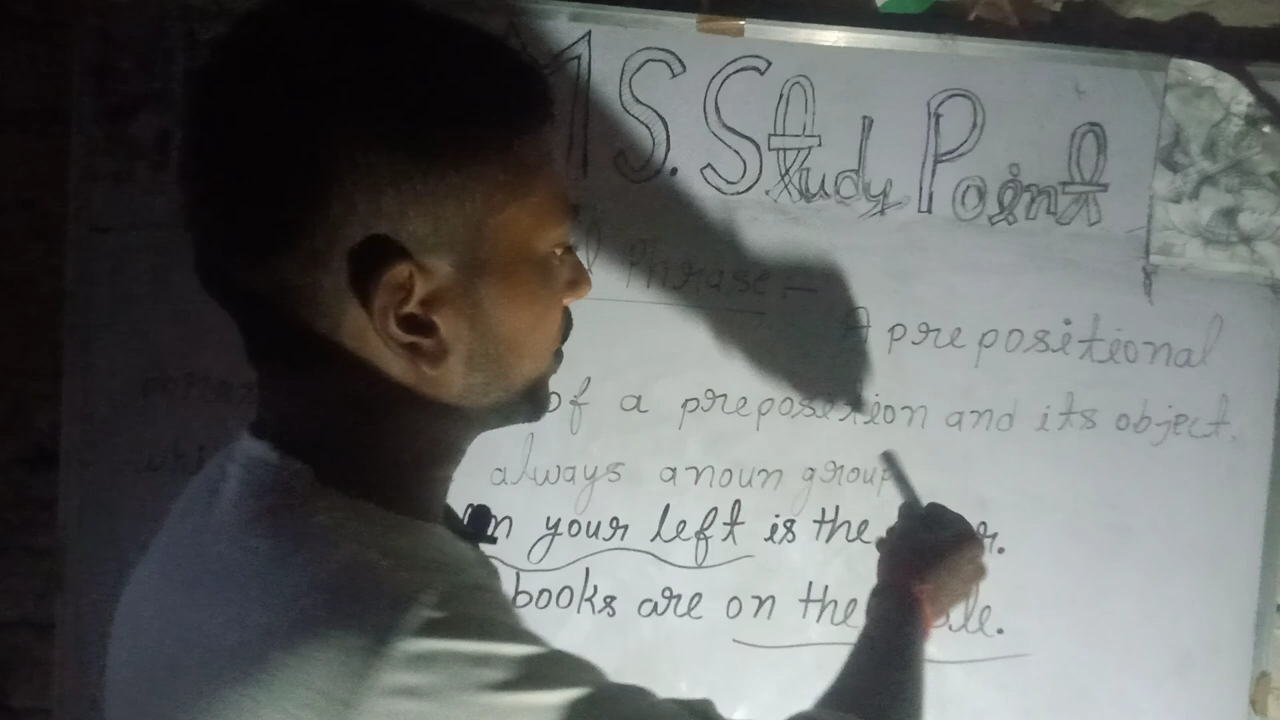 MS. Study Point
Phrase :-
A prepositional
of a preposition and its object.
always a noun group
On your left is the
books are on the